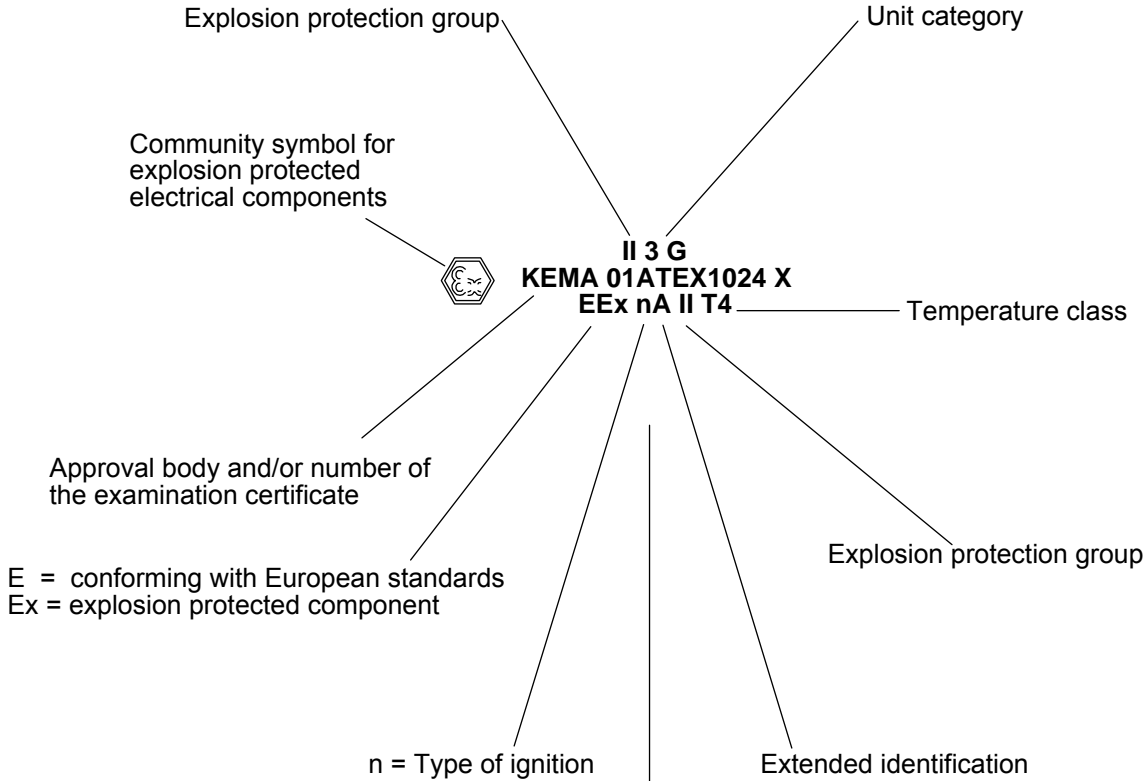 Explosion protection group
Unit category
Community symbol for
explosion protected
electrical components
II 3 G
KEMA 01ATEX1024 X
EEx nA II T4
Temperature class
Approval body and/or number of
the examination certificate
Explosion protection group
E = conforming with European standards
Ex = explosion protected component
n = Type of ignition
Extended identification